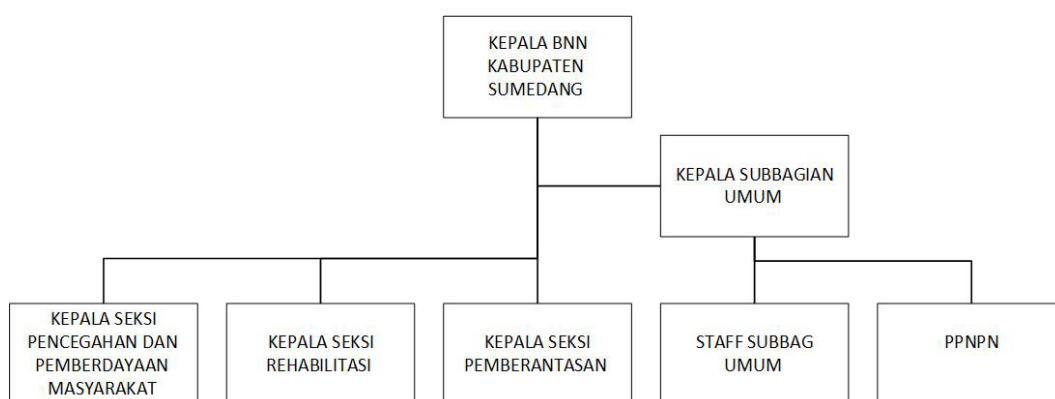 KEPALA BNN
KABUPATEN
SUMEDANG
KEPALA SUBBAGIAN
UMUM
KEPALA SEKSI
PENCEGAHAN DAN
PEMBERDAYAAN
MASYARAKAT
KEPALA SEKSI
REHABILITASI
KEPALA SEKSI
PEMBERANTASAN
STAFF SUBBAG
UMUM
PPNPN